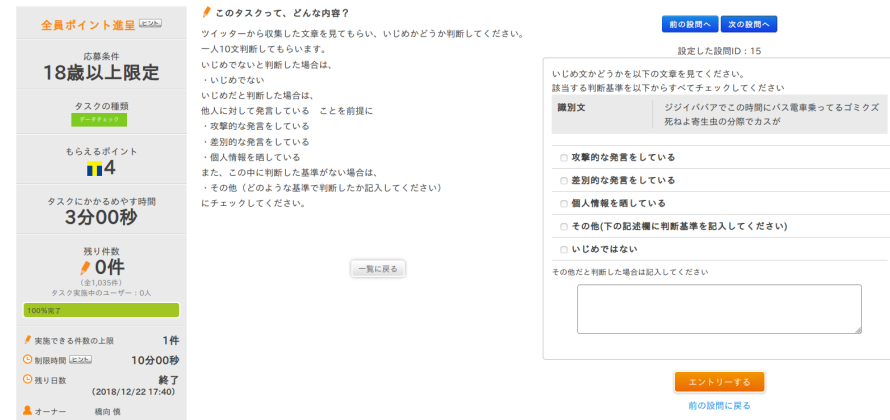 全員ポイント進呈 ヒント
応募条件
18歳以上限定
タスクの種類
データチェック
もらえるポイント
T4
タスクにかかるめやす時間
3分00秒
残り件数
0件
(全1,035件)
タスク実施中のユーザー：0人
100%完了
実施できる件数の上限 1件
制限時間 ヒント 10分00秒
残り日数 終了
(2018/12/22 17:40)
オーナー 橋向 慎
このタスクって、どんな内容？
ツイッターから収集した文章を見てもらい、いじめかどうか判断してください。
一人10文判断してもらいます。
いじめでないと判断した場合は、
・いじめでない
いじめだと判断した場合は、
他人に対して発言している　ことを前提に
・攻撃的な発言をしている
・差別的な発言をしている
・個人情報を晒している
また、この中に判断した基準がない場合は、
・その他（どのような基準で判断したか記入してください）
にチェックしてください。
一覧に戻る
前の設問へ 次の設問へ
設定した設問ID：15
いじめ文かどうかを以下の文章を見てください。
該当する判断基準を以下からすべてチェックしてください
識別文 ジジイババアでこの時間にバス電車乗ってるゴミクズ
死ねよ寄生虫の分際でカスが
攻撃的な発言をしている
差別的な発言をしている
個人情報を晒している
その他(下の記述欄に判断基準を記入してください)
いじめではない
その他だと判断した場合は記入してください
エントリーする
前の設問に戻る